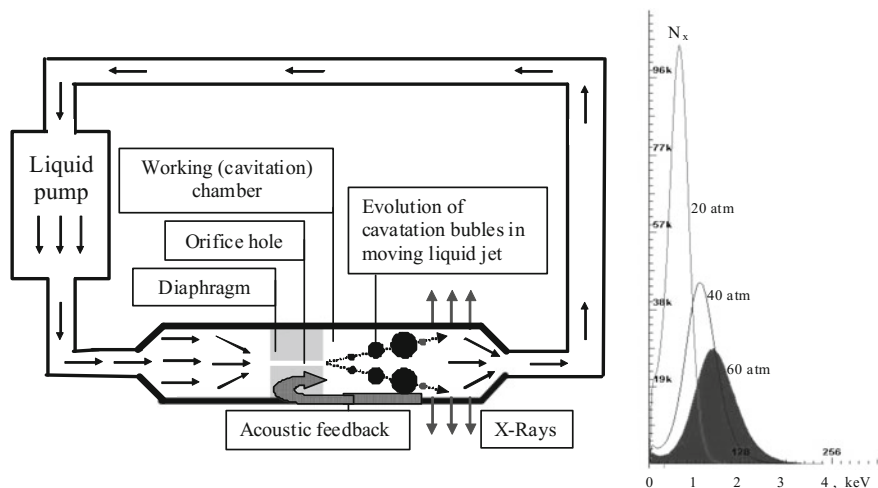 Liquid
pump
Working (cavitation)
chamber
Orifice hole
Diaphragm
Evolution of
cavatation bubles in
moving liquid jet
Acoustic feedback
X-Rays
N x
96k
77k
57k
38k
19k
20 atm
40 atm
60 atm
128 256
0 1 2 3 4 , keV